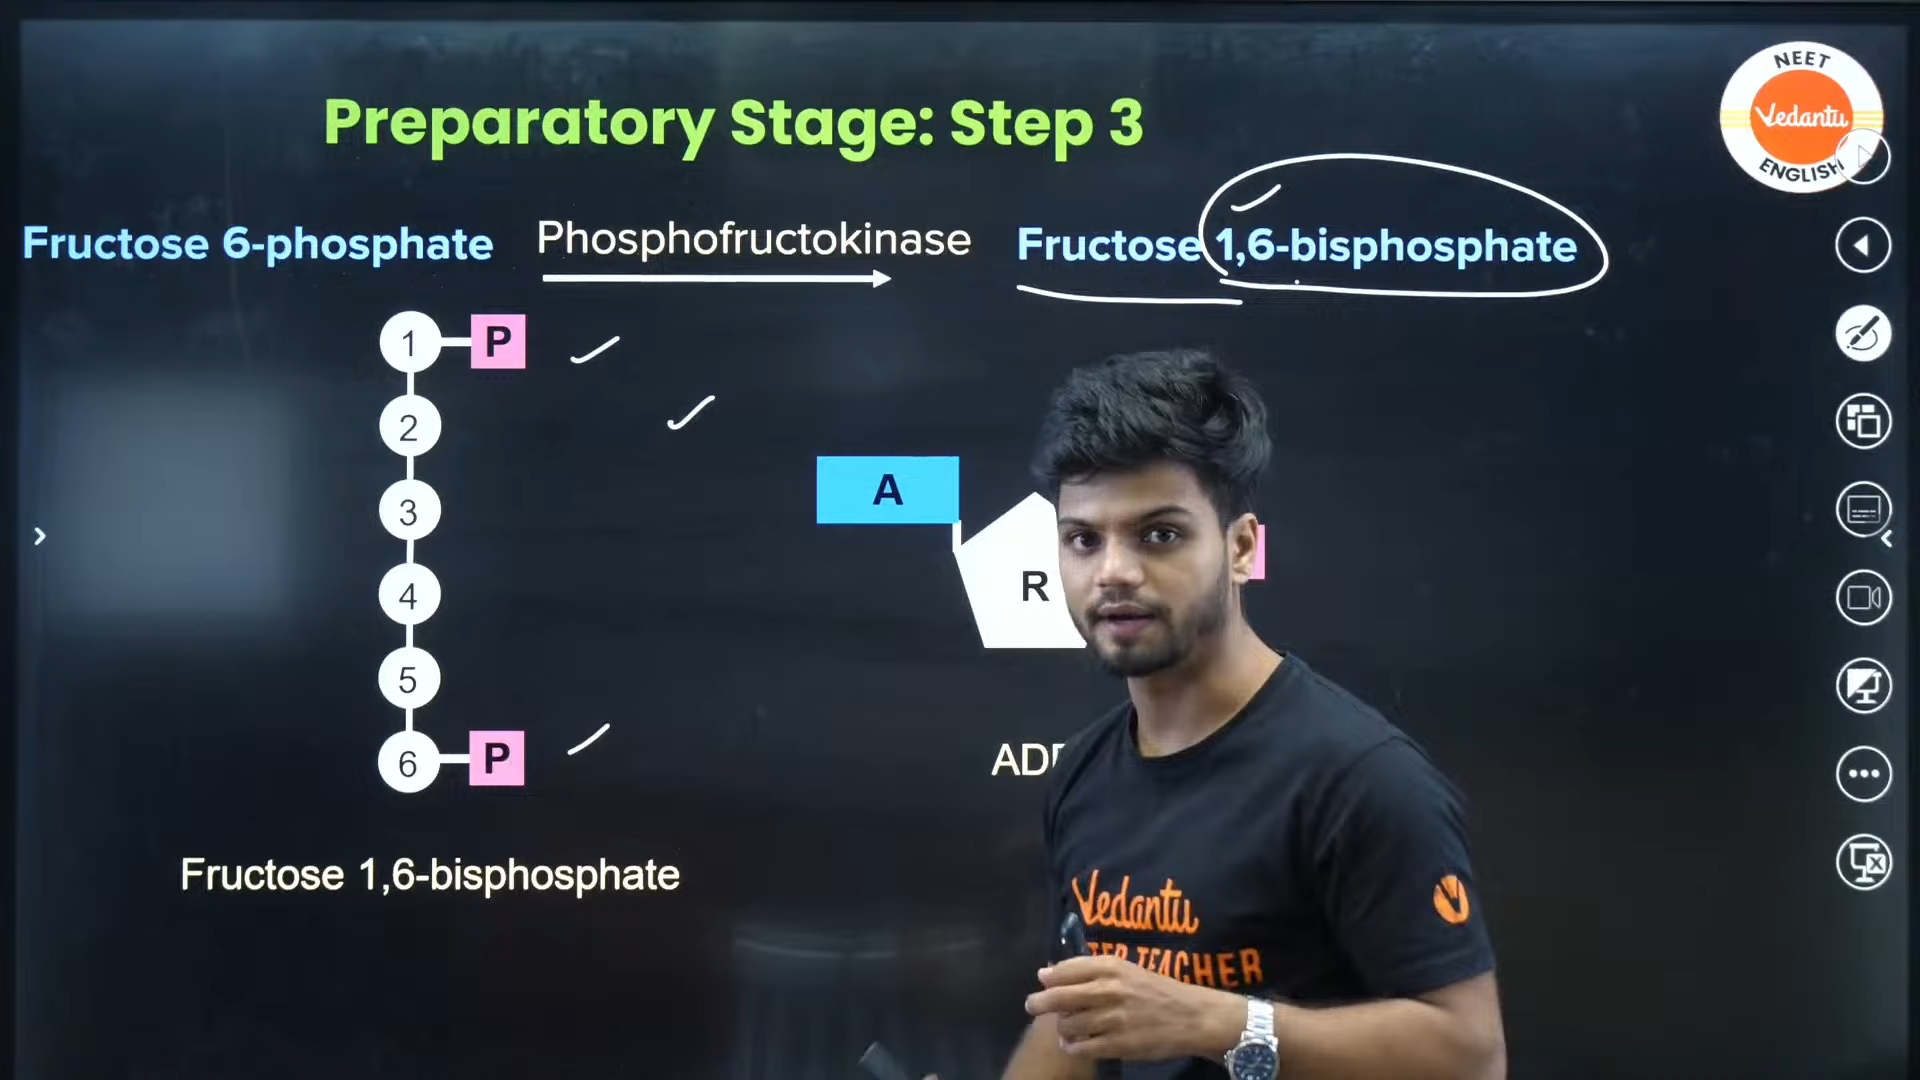 NEET
Vedantu
ENGLISH
Preparatory Stage: Step 3
Fructose 6-phosphate
Phosphofructokinase
Fructose 1,6-bisphosphate
1
P
2
3
4
5
6
P
A
R
Fructose 1,6-bisphosphate
Vedantu
TEACHER